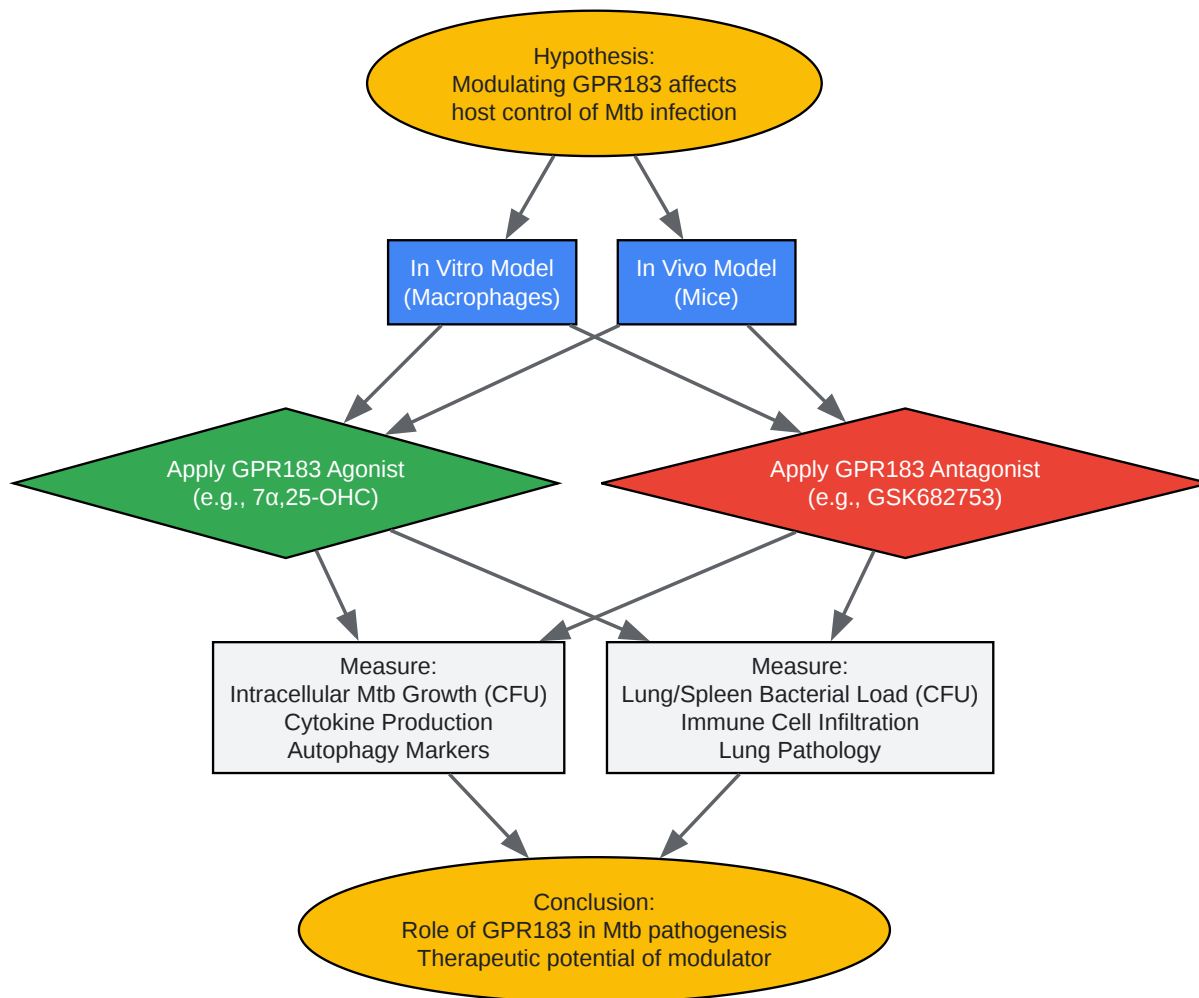 Hypothesis:
Modulating GPR183 affects
host control of Mtb infection
In Vitro Model
(Macrophages)
In Vivo Model
(Mice)
Apply GPR183 Agonist
(e.g., 7α,25-OHC)
Apply GPR183 Antagonist
(e.g., GSK682753)
Measure:
Intracellular Mtb Growth (CFU)
Cytokine Production
Autophagy Markers
Measure:
Lung/Spleen Bacterial Load (CFU)
Immune Cell Infiltration
Lung Pathology
Conclusion:
Role of GPR183 in Mtb pathogenesis
Therapeutic potential of modulator